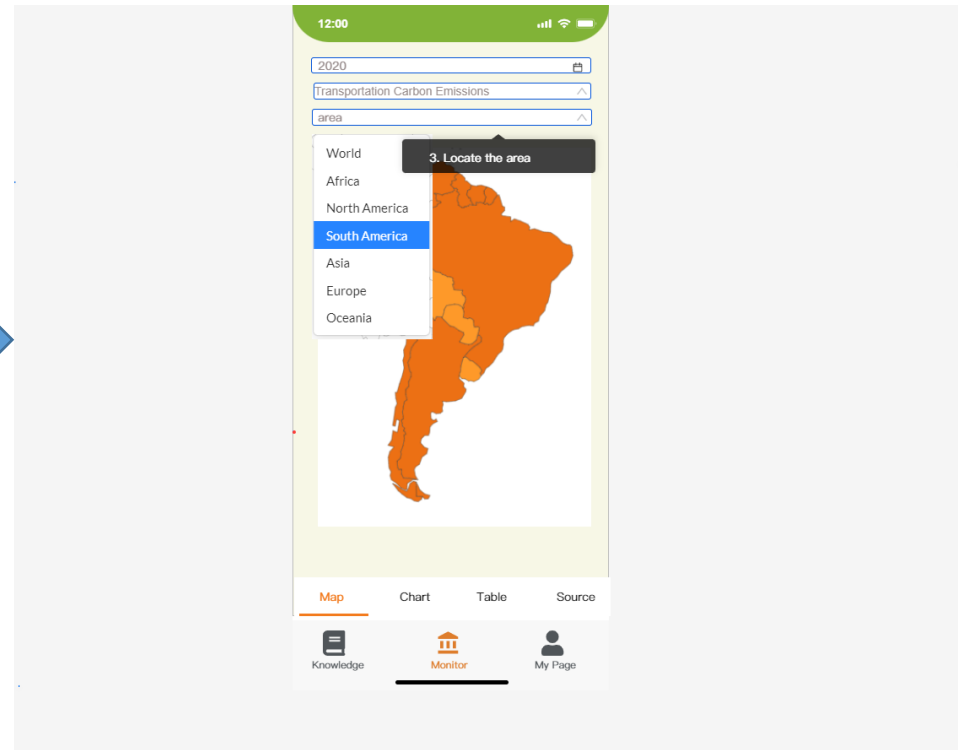 12:00
2020
Transportation Carbon Emissions
area
3. Locate the area
World
Africa
North America
South America
Asia
Europe
Oceania
Map Chart Table Source
Knowledge Monitor My Page